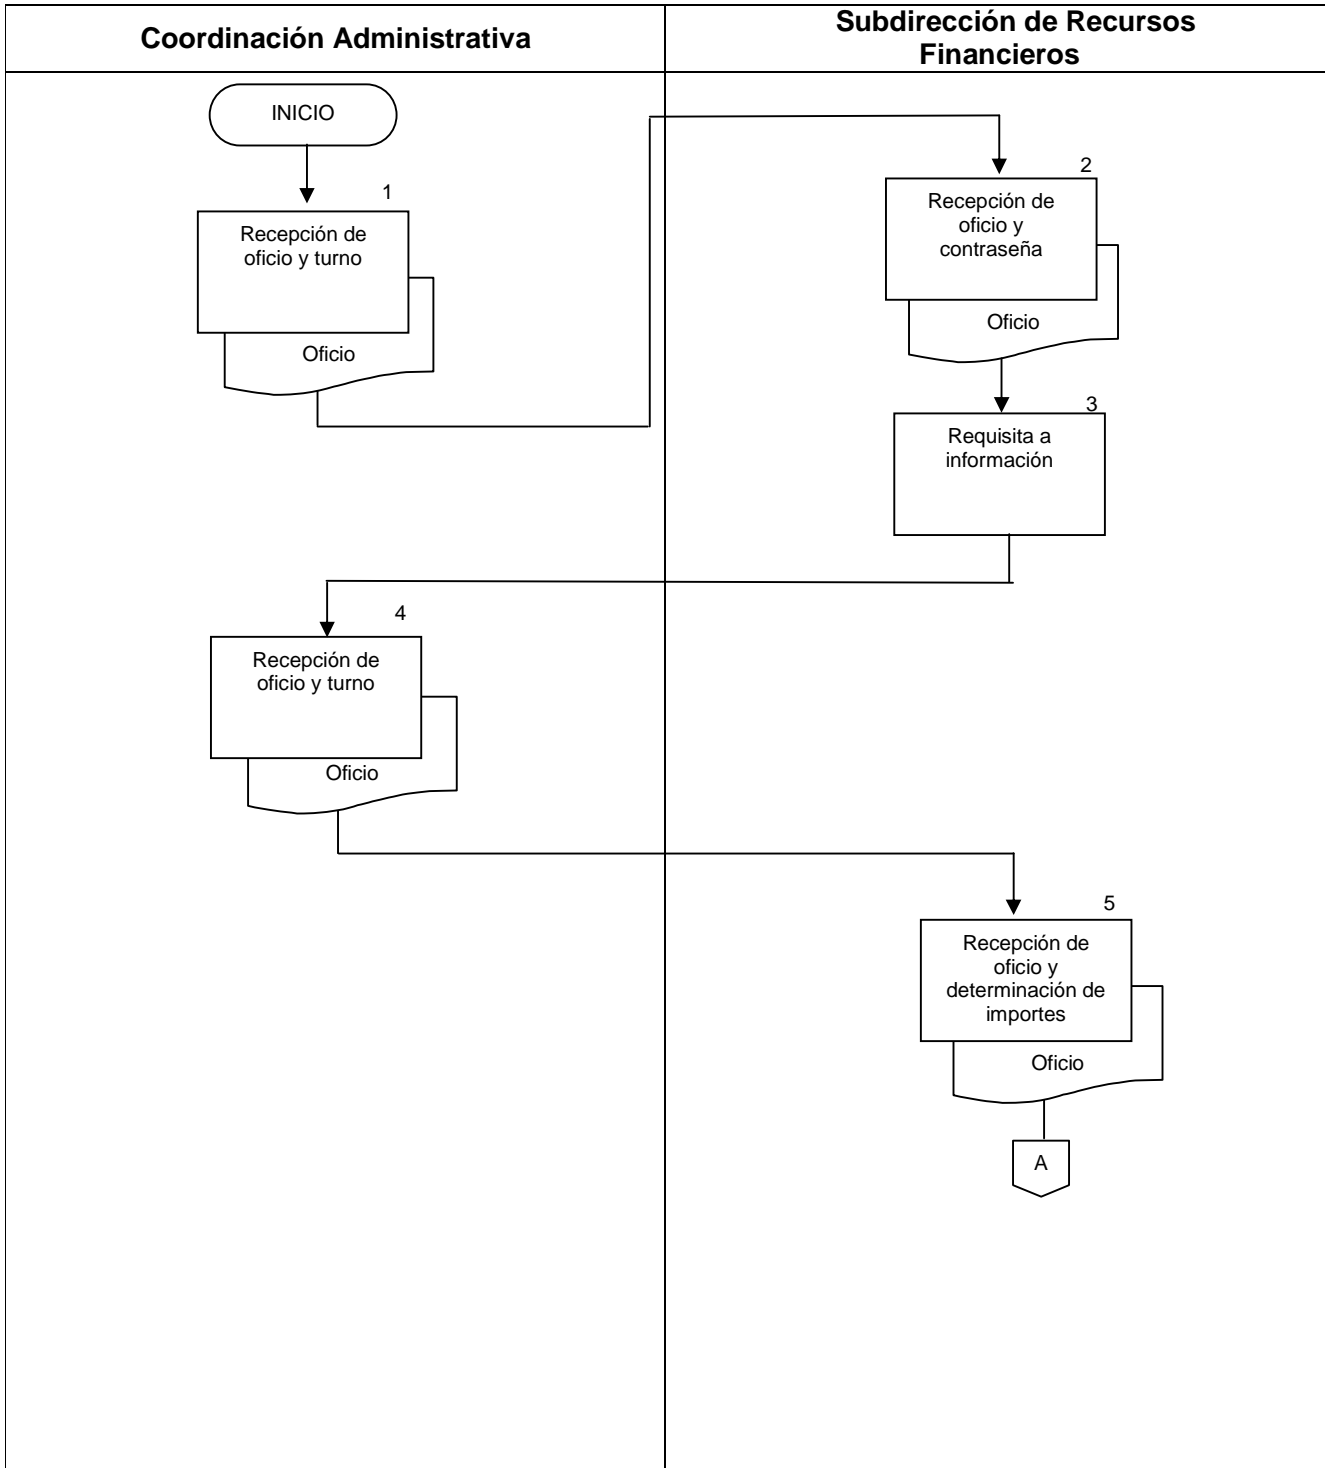 Coordinación Administrativa
Subdirección de Recursos
Financieros
INICIO
1
Recepción de
oficio y turno
Oficio
2
Recepción de
oficio y
contraseña
Oficio
3
Requisita a
información
4
Recepción de
oficio y turno
Oficio
5
Recepción de
oficio y
determinación de
importes
Oficio
A